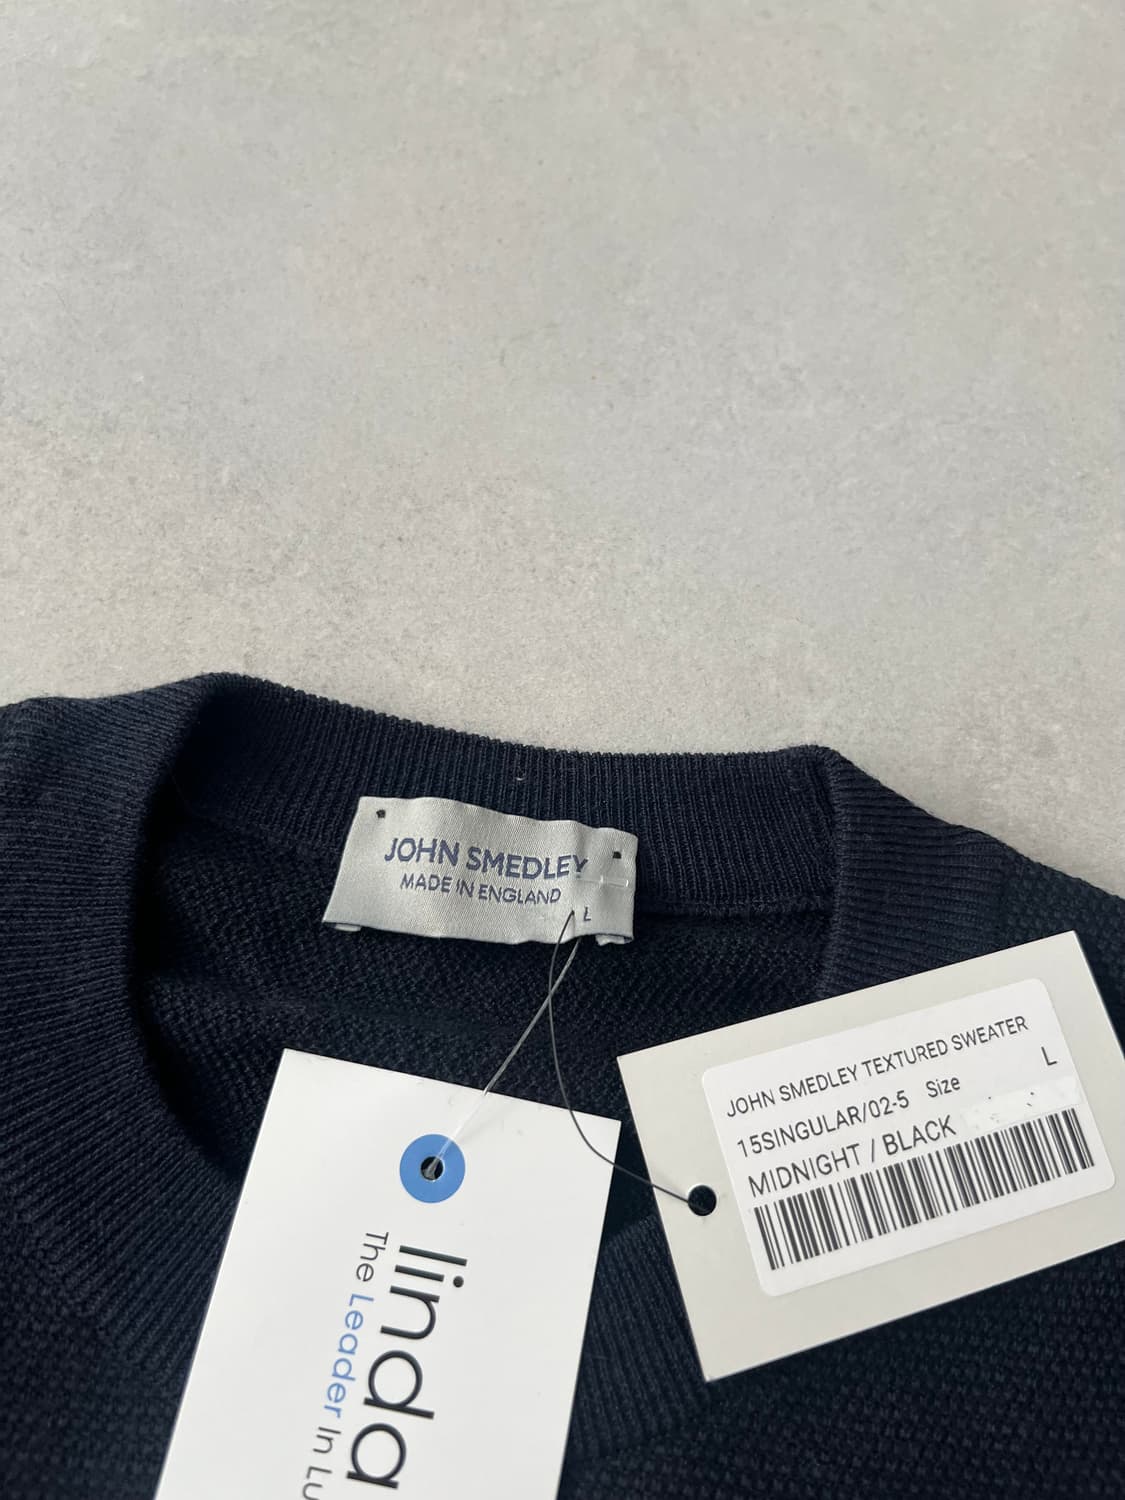 JOHN SMEDLEY
MADE IN ENGLAND
L
JOHN SMEDLEY TEXTURED SWEATER
15SINGULAR/02-5 Size L
MIDNIGHT / BLACK
linda
The Leader In